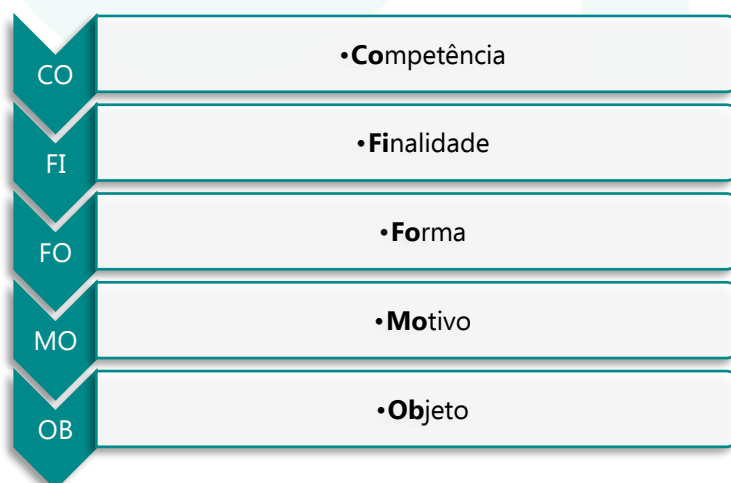 CO
•Competência
FI
•Finalidade
FO
•Forma
MO
•Motivo
OB
•Objeto